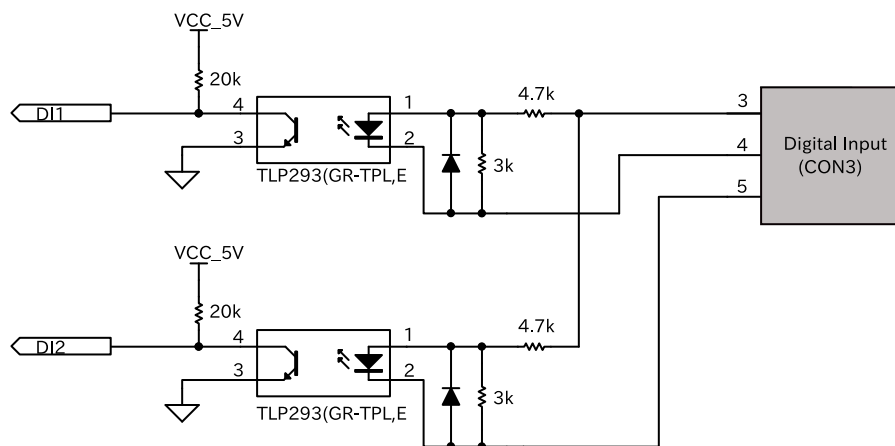 VCC_5V
20k
DI1
4
3
1
2
TLP293(GR-TPL,E
4.7k
3k
3
4
5
Digital Input
(CON3)
VCC_5V
20k
DI2
4
3
1
2
TLP293(GR-TPL,E
4.7k
3k